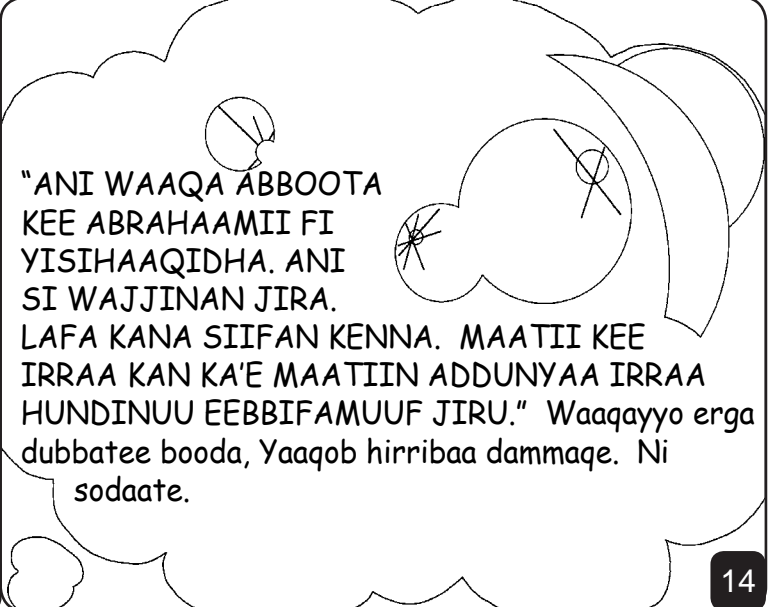 “ANI WAAQA ABBOOTA
KEE ABRAHAAMII FI
YISIHAAQIDHA. ANI
SI WAJJINAN JIRA.
LAFA KANA SIIFAN KENNA. MAATII KEE
IRRAA KAN KA’E MAATIIN ADDUNYAA IRRAA
HUNDINUU EEBBIFAMUUF JIRU.” Waaqayyo erga
dubbatee booda, Yaaqob hirribaa dammaqe. Ni
sodaate.
14